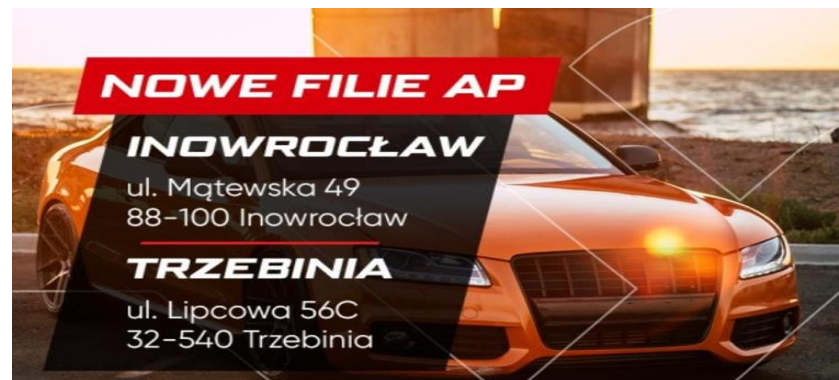 NOWE FILIE AP
INOWROCŁAW
ul. Mątewska 49
88-100 Inowrocław
TRZEBINIA
ul. Lipcowa 56C
32-540 Trzebinia